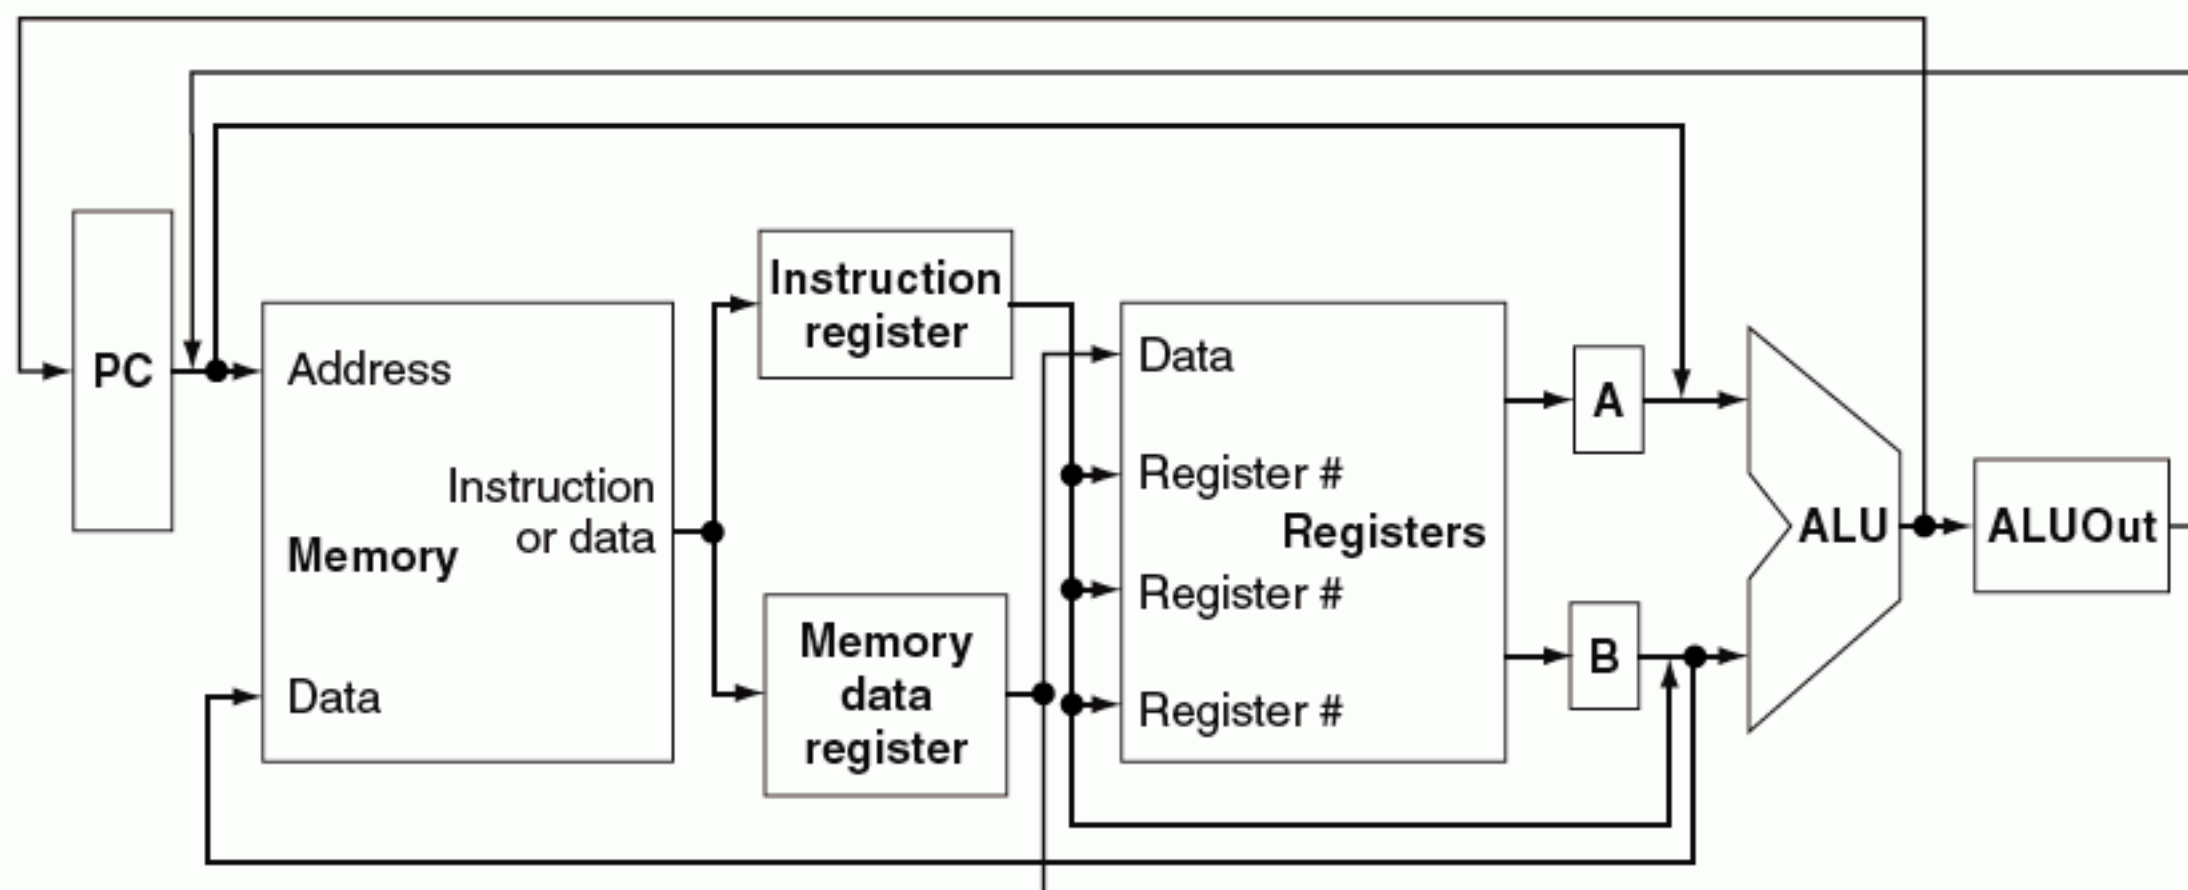 PC
Address
Instruction
or data
Memory
Data
Instruction
register
Memory
data
register
Data
Register #
Registers
Register #
Register #
A
B
ALU
ALUOut